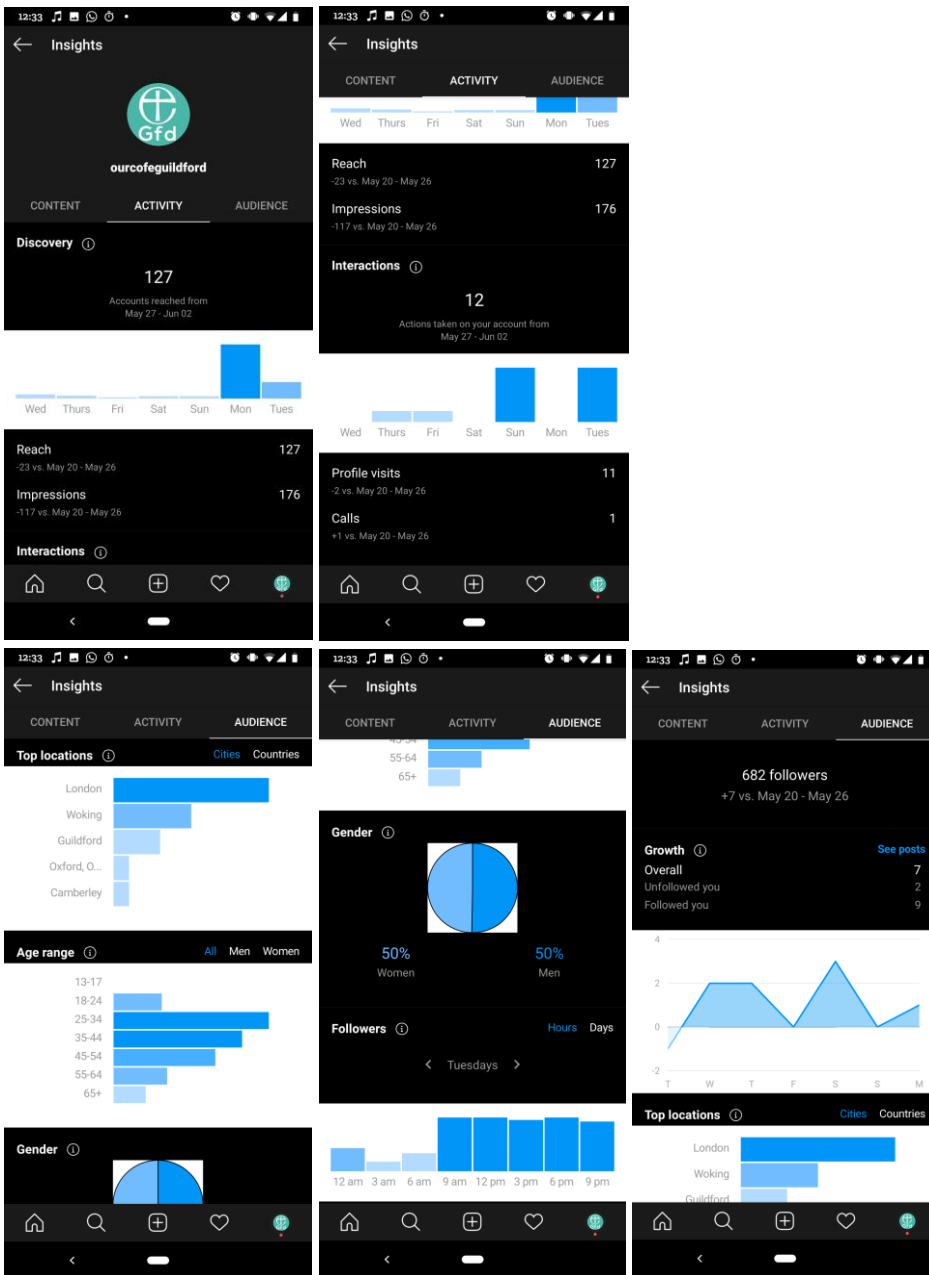 12:33
Insights
Gfd
ourcofeguildford
CONTENT ACTIVITY AUDIENCE
Discovery
127
Accounts reached from
May 27 - Jun 02
Wed Thurs Fri Sat Sun Mon Tues
Reach 127
-23 vs. May 20 - May 26
Impressions 176
-117 vs. May 20 - May 26
Interactions
12:33
Insights
CONTENT ACTIVITY AUDIENCE
Wed Thurs Fri Sat Sun Mon Tues
Reach 127
-23 vs. May 20 - May 26
Impressions 176
-117 vs. May 20 - May 26
Interactions
12
Actions taken on your account from
May 27 - Jun 02
Wed Thurs Fri Sat Sun Mon Tues
Profile visits 11
-2 vs. May 20 - May 26
Calls 1
+1 vs. May 20 - May 26
12:33
Insights
CONTENT ACTIVITY AUDIENCE
Top locations Cities Countries
London
Woking
Guildford
Oxford, O...
Camberley
Age range All Men Women
13-17
18-24
25-34
35-44
45-54
55-64
65+
Gender
12:33
Insights
CONTENT ACTIVITY AUDIENCE
45-54
55-64
65+
Gender
50% 50%
Women Men
Followers Hours Days
< Tuesdays >
12 am 3 am 6 am 9 am 12 pm 3 pm 6 pm 9 pm
12:33
Insights
CONTENT ACTIVITY AUDIENCE
682 followers
+7 vs. May 20 - May 26
Growth See posts
Overall 7
Unfollowed you 2
Followed you 9
4
2
0
-2
T W T F S S M
Top locations Cities Countries
London
Woking
Guildford